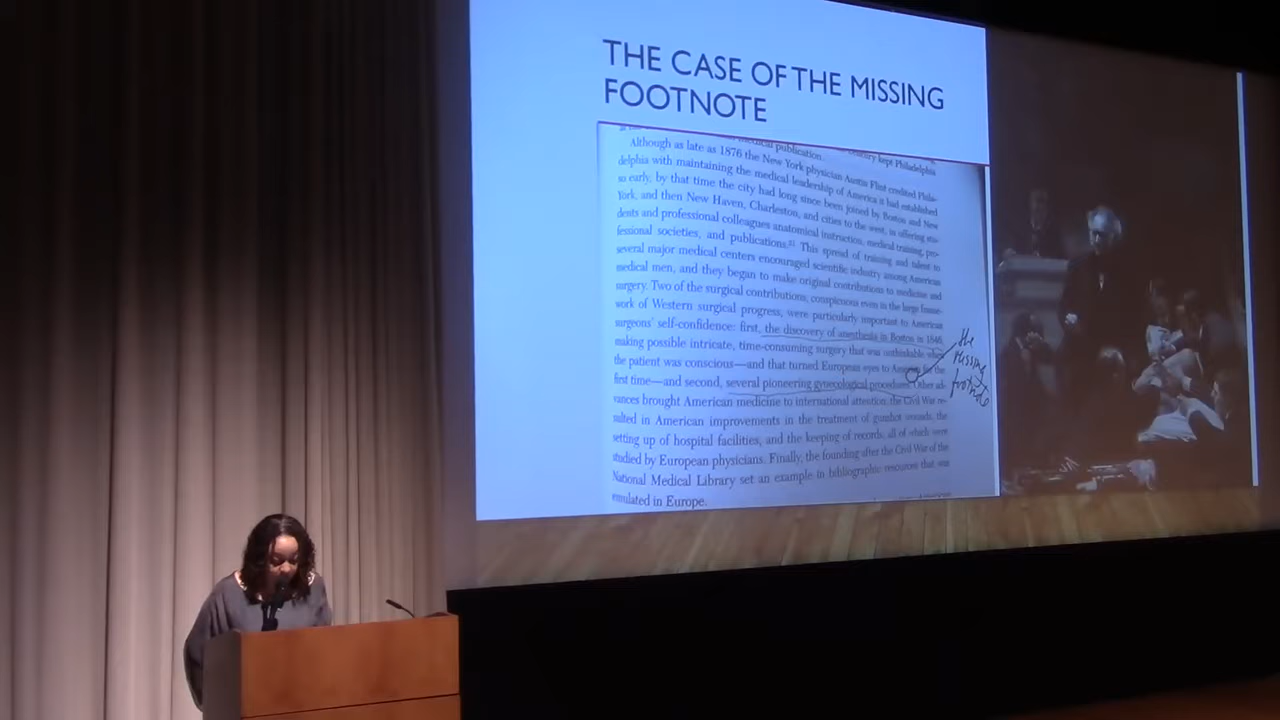 THE CASE OF THE MISSING
FOOTNOTE
medical publication. century kept Philadelphia
Although as late as 1876 the New York physician Austin Flint credited Phila-
delphia with maintaining the medical leadership of America it had established
so early, by that time the city had long since been joined by Boston and New
York, and then New Haven, Charleston, and cities to the west, in offering stu-
dents and professional colleagues anatomical instruction, medical training, pro-
fessional societies, and publications. This spread of training and talent to
several major medical centers encouraged scientific industry among American
medical men, and they began to make original contributions to medicine and
surgery. Two of the surgical contributions, conspicuous even in the large frame-
work of Western surgical progress, were particularly important to American
surgeons' self-confidence: first, the discovery of anesthesia in Boston in 1846,
making possible intricate, time-consuming surgery that was unthinkable when
the patient was conscious—and that turned European eyes to America for the
first time—and second, several pioneering gynecological procedures. Other ad-
vances brought American medicine to international attention: the Civil War re-
sulted in American improvements in the treatment of gunshot wounds, the
setting up of hospital facilities, and the keeping of records, all of which were
studied by European physicians. Finally, the founding after the Civil War of the
National Medical Library set an example in bibliographic resources that was
emulated in Europe.
the
missing
footnote